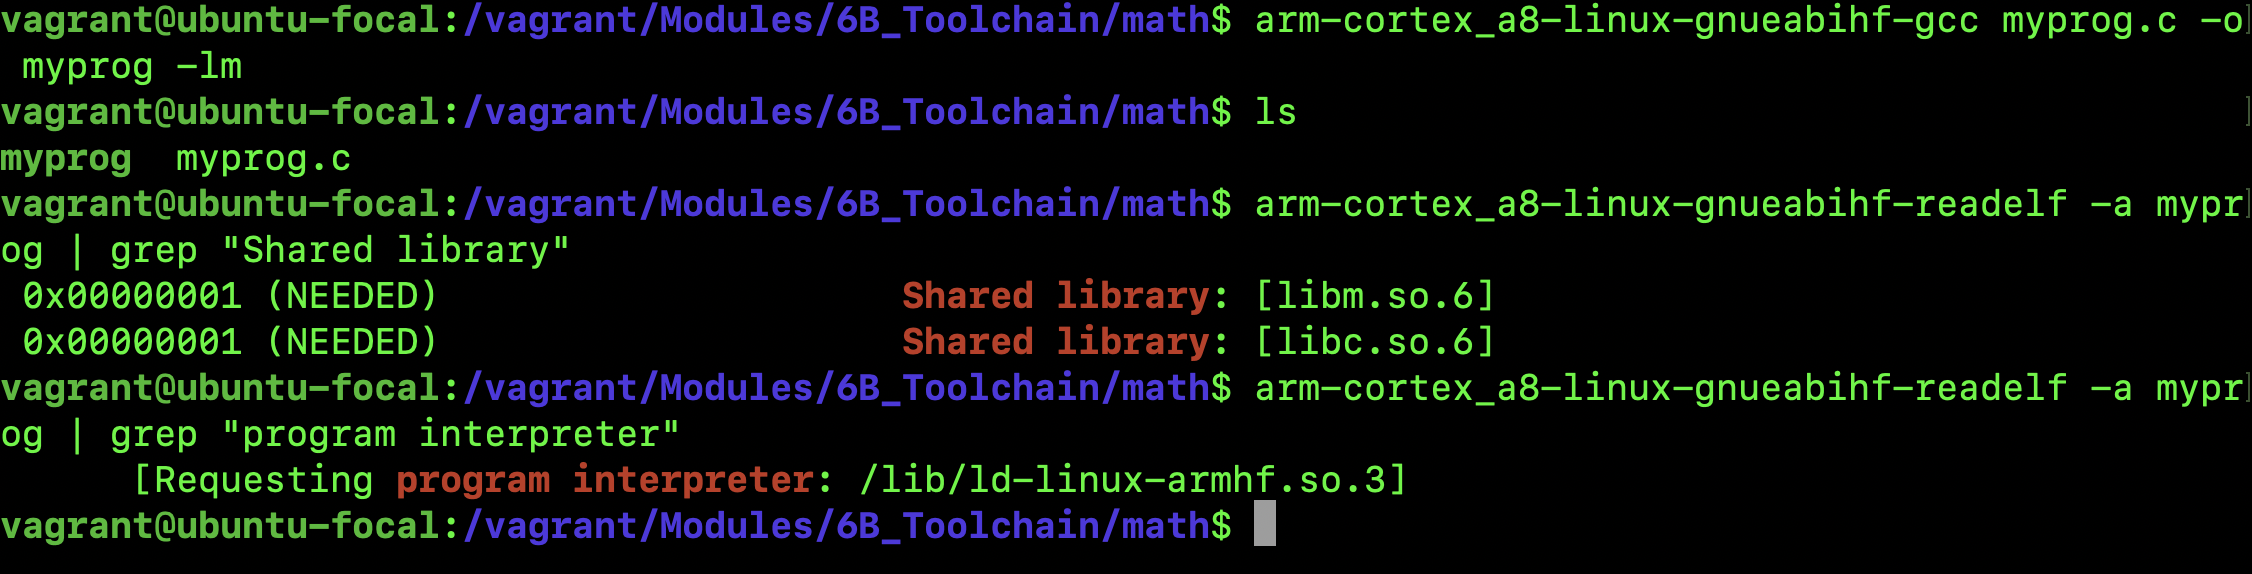 vagrant@ubuntu-focal:/vagrant/Modules/6B_Toolchain/math$ arm-cortex_a8-linux-gnueabihf-gcc myprog.c -o
 myprog -lm
vagrant@ubuntu-focal:/vagrant/Modules/6B_Toolchain/math$ ls
myprog  myprog.c
vagrant@ubuntu-focal:/vagrant/Modules/6B_Toolchain/math$ arm-cortex_a8-linux-gnueabihf-readelf -a mypr
og | grep "Shared library"
 0x00000001 (NEEDED)                     Shared library: [libm.so.6]
 0x00000001 (NEEDED)                     Shared library: [libc.so.6]
vagrant@ubuntu-focal:/vagrant/Modules/6B_Toolchain/math$ arm-cortex_a8-linux-gnueabihf-readelf -a mypr
og | grep "program interpreter"
      [Requesting program interpreter: /lib/ld-linux-armhf.so.3]
vagrant@ubuntu-focal:/vagrant/Modules/6B_Toolchain/math$